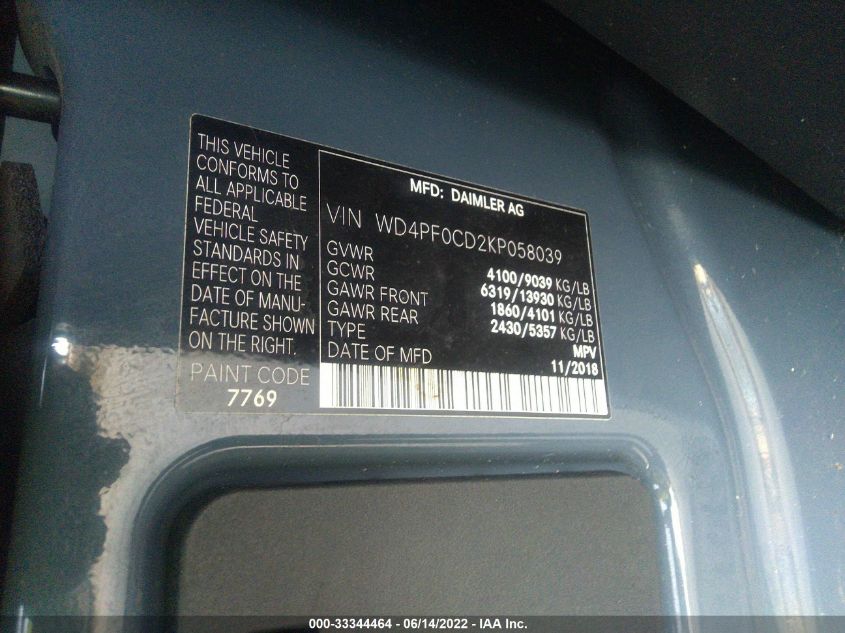 THIS VEHICLE
CONFORMS TO
ALL APPLICABLE
FEDERAL
VEHICLE SAFETY
STANDARDS IN
EFFECT ON THE
DATE OF MANU-
FACTURE SHOWN
ON THE RIGHT.
PAINT CODE
7769
MFD: DAIMLER AG
VIN WD4PF0CD2KP058039
GVWR 4100/9039 KG/LB
GCWR 6319/13930 KG/LB
GAWR FRONT 1860/4101 KG/LB
GAWR REAR 2430/5357 KG/LB
TYPE MPV
DATE OF MFD 11/2018
000-33344464 - 06/14/2022 - IAA Inc.